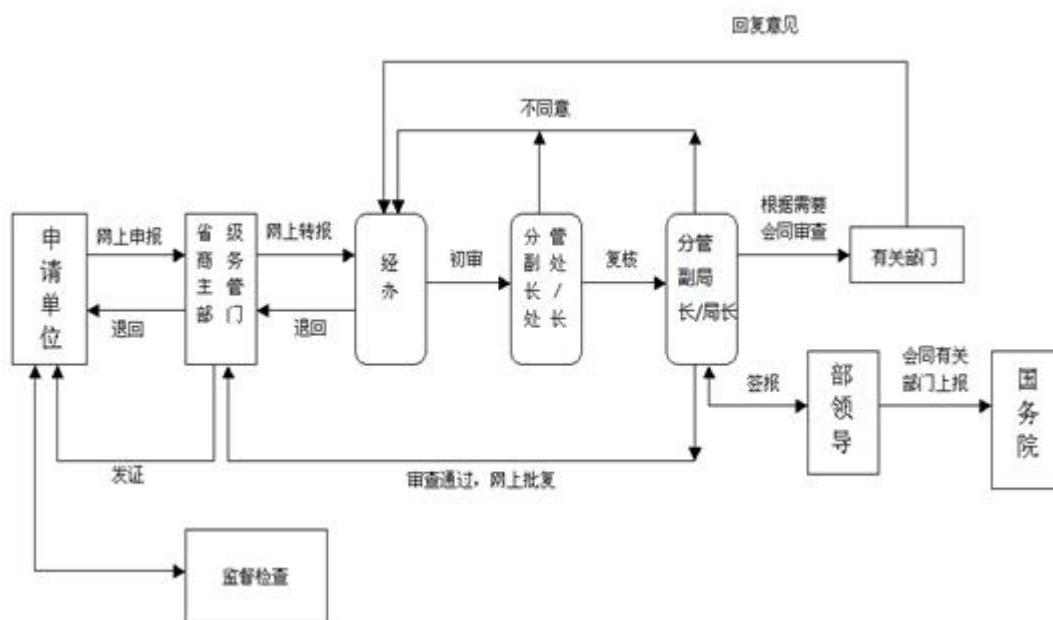 回复意见
不同意
申请单位
网上申报
退回
省级
商务
主管
部门
网上转报
退回
经办
初审
分管
副处
长/
处长
复核
分管
副局
长/局长
根据需要
会同审查
有关部门
签报
部领导
会同有关
部门上报
国务院
发证
审查通过，网上批复
监督检查